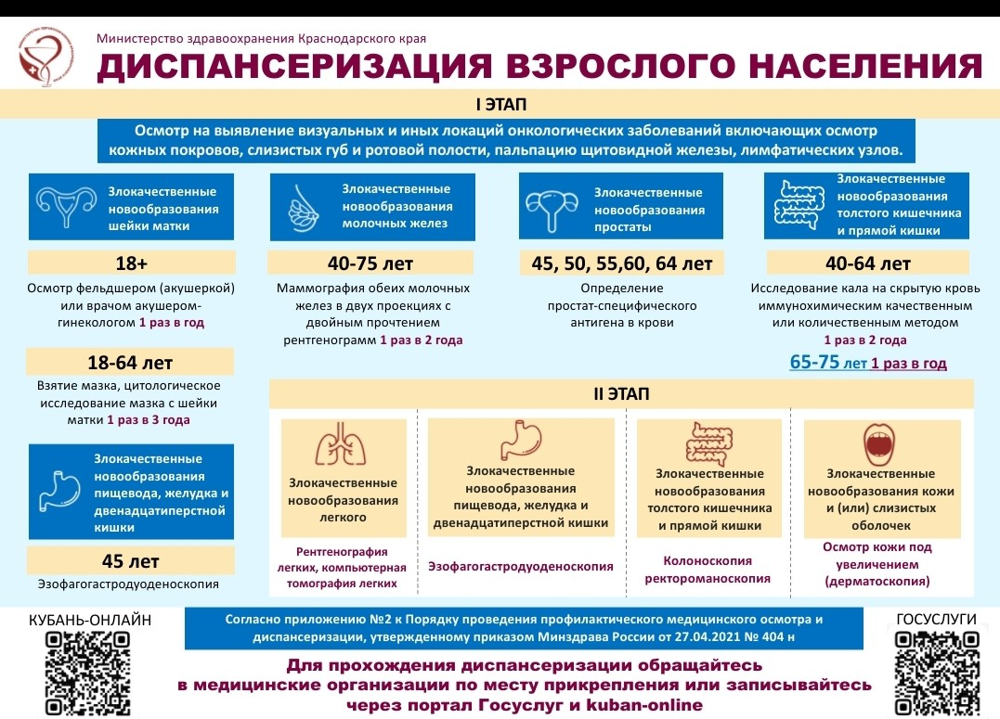 Министерство здравоохранения Краснодарского края
ДИСПАНСЕРИЗАЦИЯ ВЗРОСЛОГО НАСЕЛЕНИЯ
I ЭТАП
Осмотр на выявление визуальных и иных локаций онкологических заболеваний включающих осмотр
кожных покровов, слизистых губ и ротовой полости, пальпацию щитовидной железы, лимфатических узлов.
Злокачественные
новообразования
шейки матки
18+
Осмотр фельдшером (акушеркой)
или врачом акушером-
гинекологом 1 раз в год
18-64 лет
Взятие мазка, цитологическое
исследование мазка с шейки
матки 1 раз в 3 года
Злокачественные
новообразования
пищевода, желудка и
двенадцатиперстной
кишки
45 лет
Эзофагогастродуоденоскопия
Злокачественные
новообразования
молочных желез
40-75 лет
Маммография обеих молочных
желез в двух проекциях с
двойным прочтением
рентгенограмм 1 раз в 2 года
Злокачественные
новообразования
простаты
45, 50, 55,60, 64 лет
Определение
простат-специфического
антигена в крови
Злокачественные
новообразования
толстого кишечника
и прямой кишки
40-64 лет
Исследование кала на скрытую кровь
иммунохимическим качественным
или количественным методом
1 раз в 2 года
65-75 лет 1 раз в год
II ЭТАП
Злокачественные
новообразования
легкого
Рентгенография
легких, компьютерная
томография легких
Злокачественные
новообразования
пищевода, желудка и
двенадцатиперстной кишки
Эзофагогастродуоденоскопия
Злокачественные
новообразования
толстого кишечника
и прямой кишки
Колоноскопия
ректороманоскопия
Злокачественные
новообразования кожи
и (или) слизистых
оболочек
Осмотр кожи под
увеличением
(дерматоскопия)
КУБАНЬ-ОНЛАЙН
Согласно приложению №2 к Порядку проведения профилактического медицинского осмотра и
диспансеризации, утвержденному приказом Минздрава России от 27.04.2021 № 404 н
ГОСУСЛУГИ
Для прохождения диспансеризации обращайтесь
в медицинские организации по месту прикрепления или записывайтесь
через портал Госуслуг и kuban-online